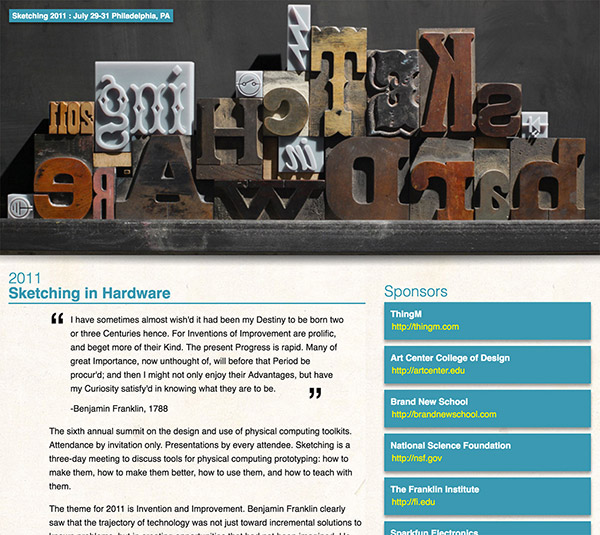 Sketching 2011 : July 29-31 Philadelphia, PA
sKETcHing
in
HARDwaRe
2011
2011
Sketching in Hardware
“ I have sometimes almost wish'd it had been my Destiny to be born two
or three Centuries hence. For Inventions of Improvement are prolific,
and beget more of their Kind. The present Progress is rapid. Many of
great Importance, now unthought of, will before that Period be
procur'd; and then I might not only enjoy their Advantages, but have
my Curiosity satisfy'd in knowing what they are to be. ”
-Benjamin Franklin, 1788
The sixth annual summit on the design and use of physical computing toolkits.
Attendance by invitation only. Presentations by every attendee. Sketching is a
three-day meeting to discuss tools for physical computing prototyping: how to
make them, how to make them better, how to use them, and how to teach with
them.
The theme for 2011 is Invention and Improvement. Benjamin Franklin clearly
saw that the trajectory of technology was not just toward incremental solutions to
Sponsors
ThingM
http://thingm.com
Art Center College of Design
http://artcenter.edu
Brand New School
http://brandnewschool.com
National Science Foundation
http://nsf.gov
The Franklin Institute
http://fi.edu
Sparkfun Electronics